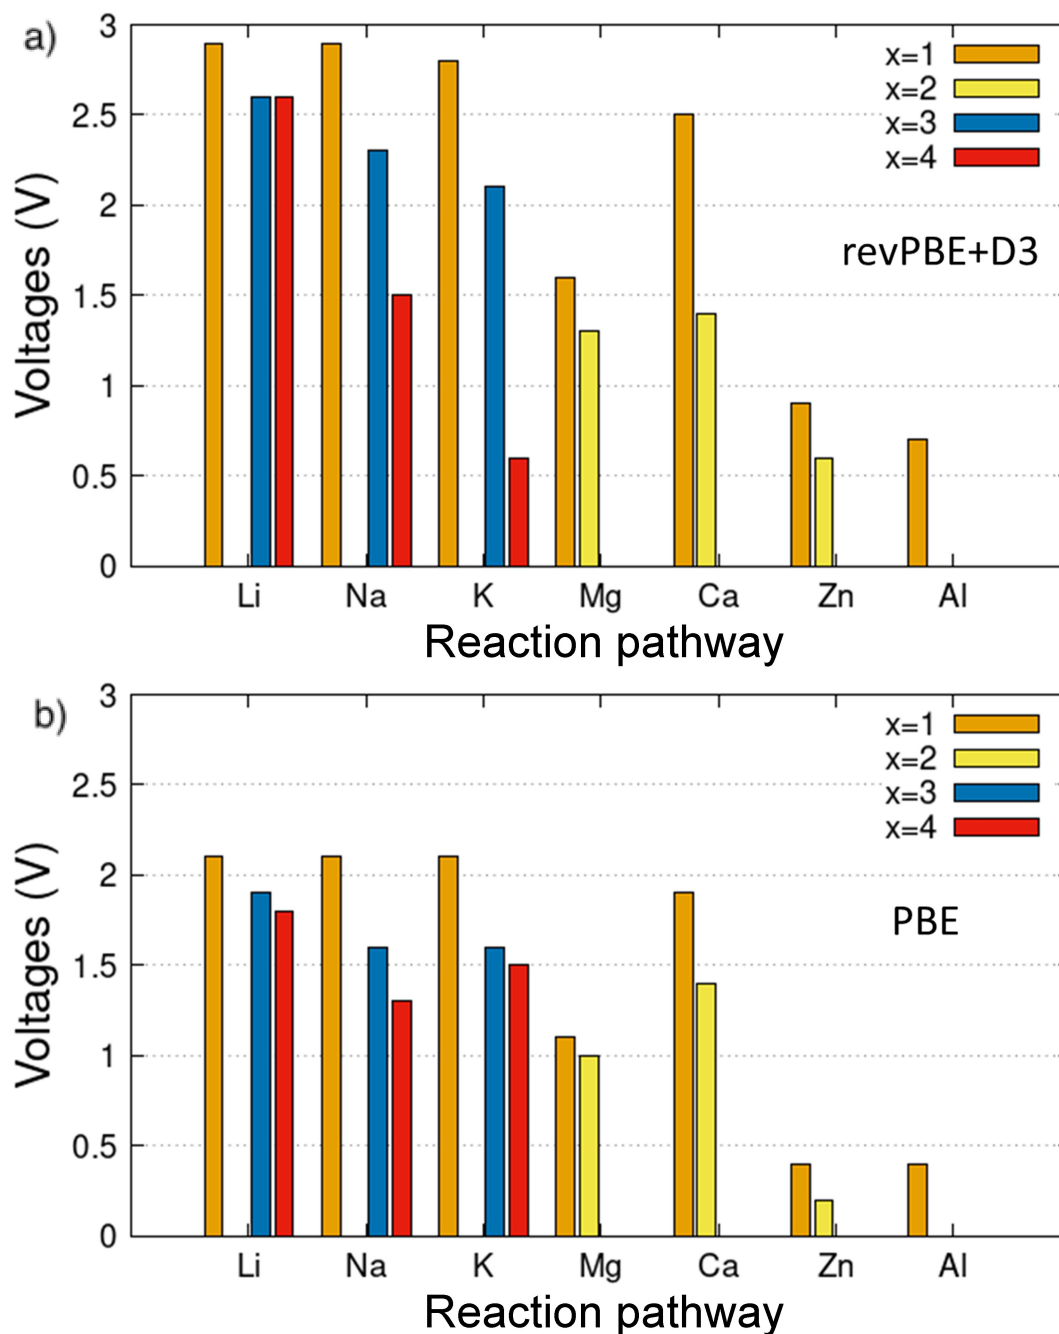 a)
3
2.5
2
1.5
1
0.5
0
Voltages (V)
x=1
x=2
x=3
x=4
revPBE+D3
Li Na K Mg Ca Zn Al
Reaction pathway
b)
3
2.5
2
1.5
1
0.5
0
Voltages (V)
x=1
x=2
x=3
x=4
PBE
Li Na K Mg Ca Zn Al
Reaction pathway